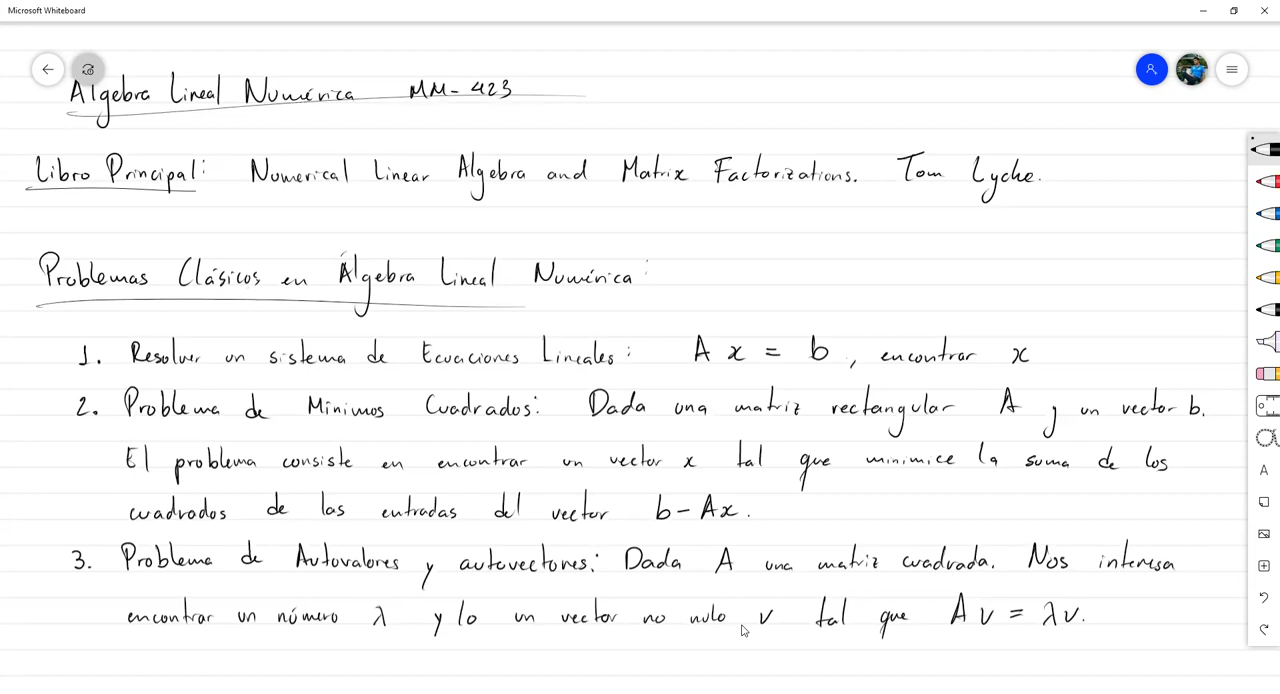 Microsoft Whiteboard
Álgebra Lineal Numérica MM-423
Libro Principal: Numerical Linear Algebra and Matrix Factorizations. Tom Lyche.
Problemas Clásicos en Álgebra Lineal Numérica:
1. Resolver un sistema de Ecuaciones Lineales: A x = b, encontrar x
2. Problema de Mínimos Cuadrados: Dada una matriz rectangular A y un vector b.
El problema consiste en encontrar un vector x tal que minimice la suma de los
cuadrados de las entradas del vector b-Ax.
3. Problema de Autovalores y autovectores: Dada A una matriz cuadrada. Nos interesa
encontrar un número λ y/o un vector no nulo v tal que A v = λv.
A